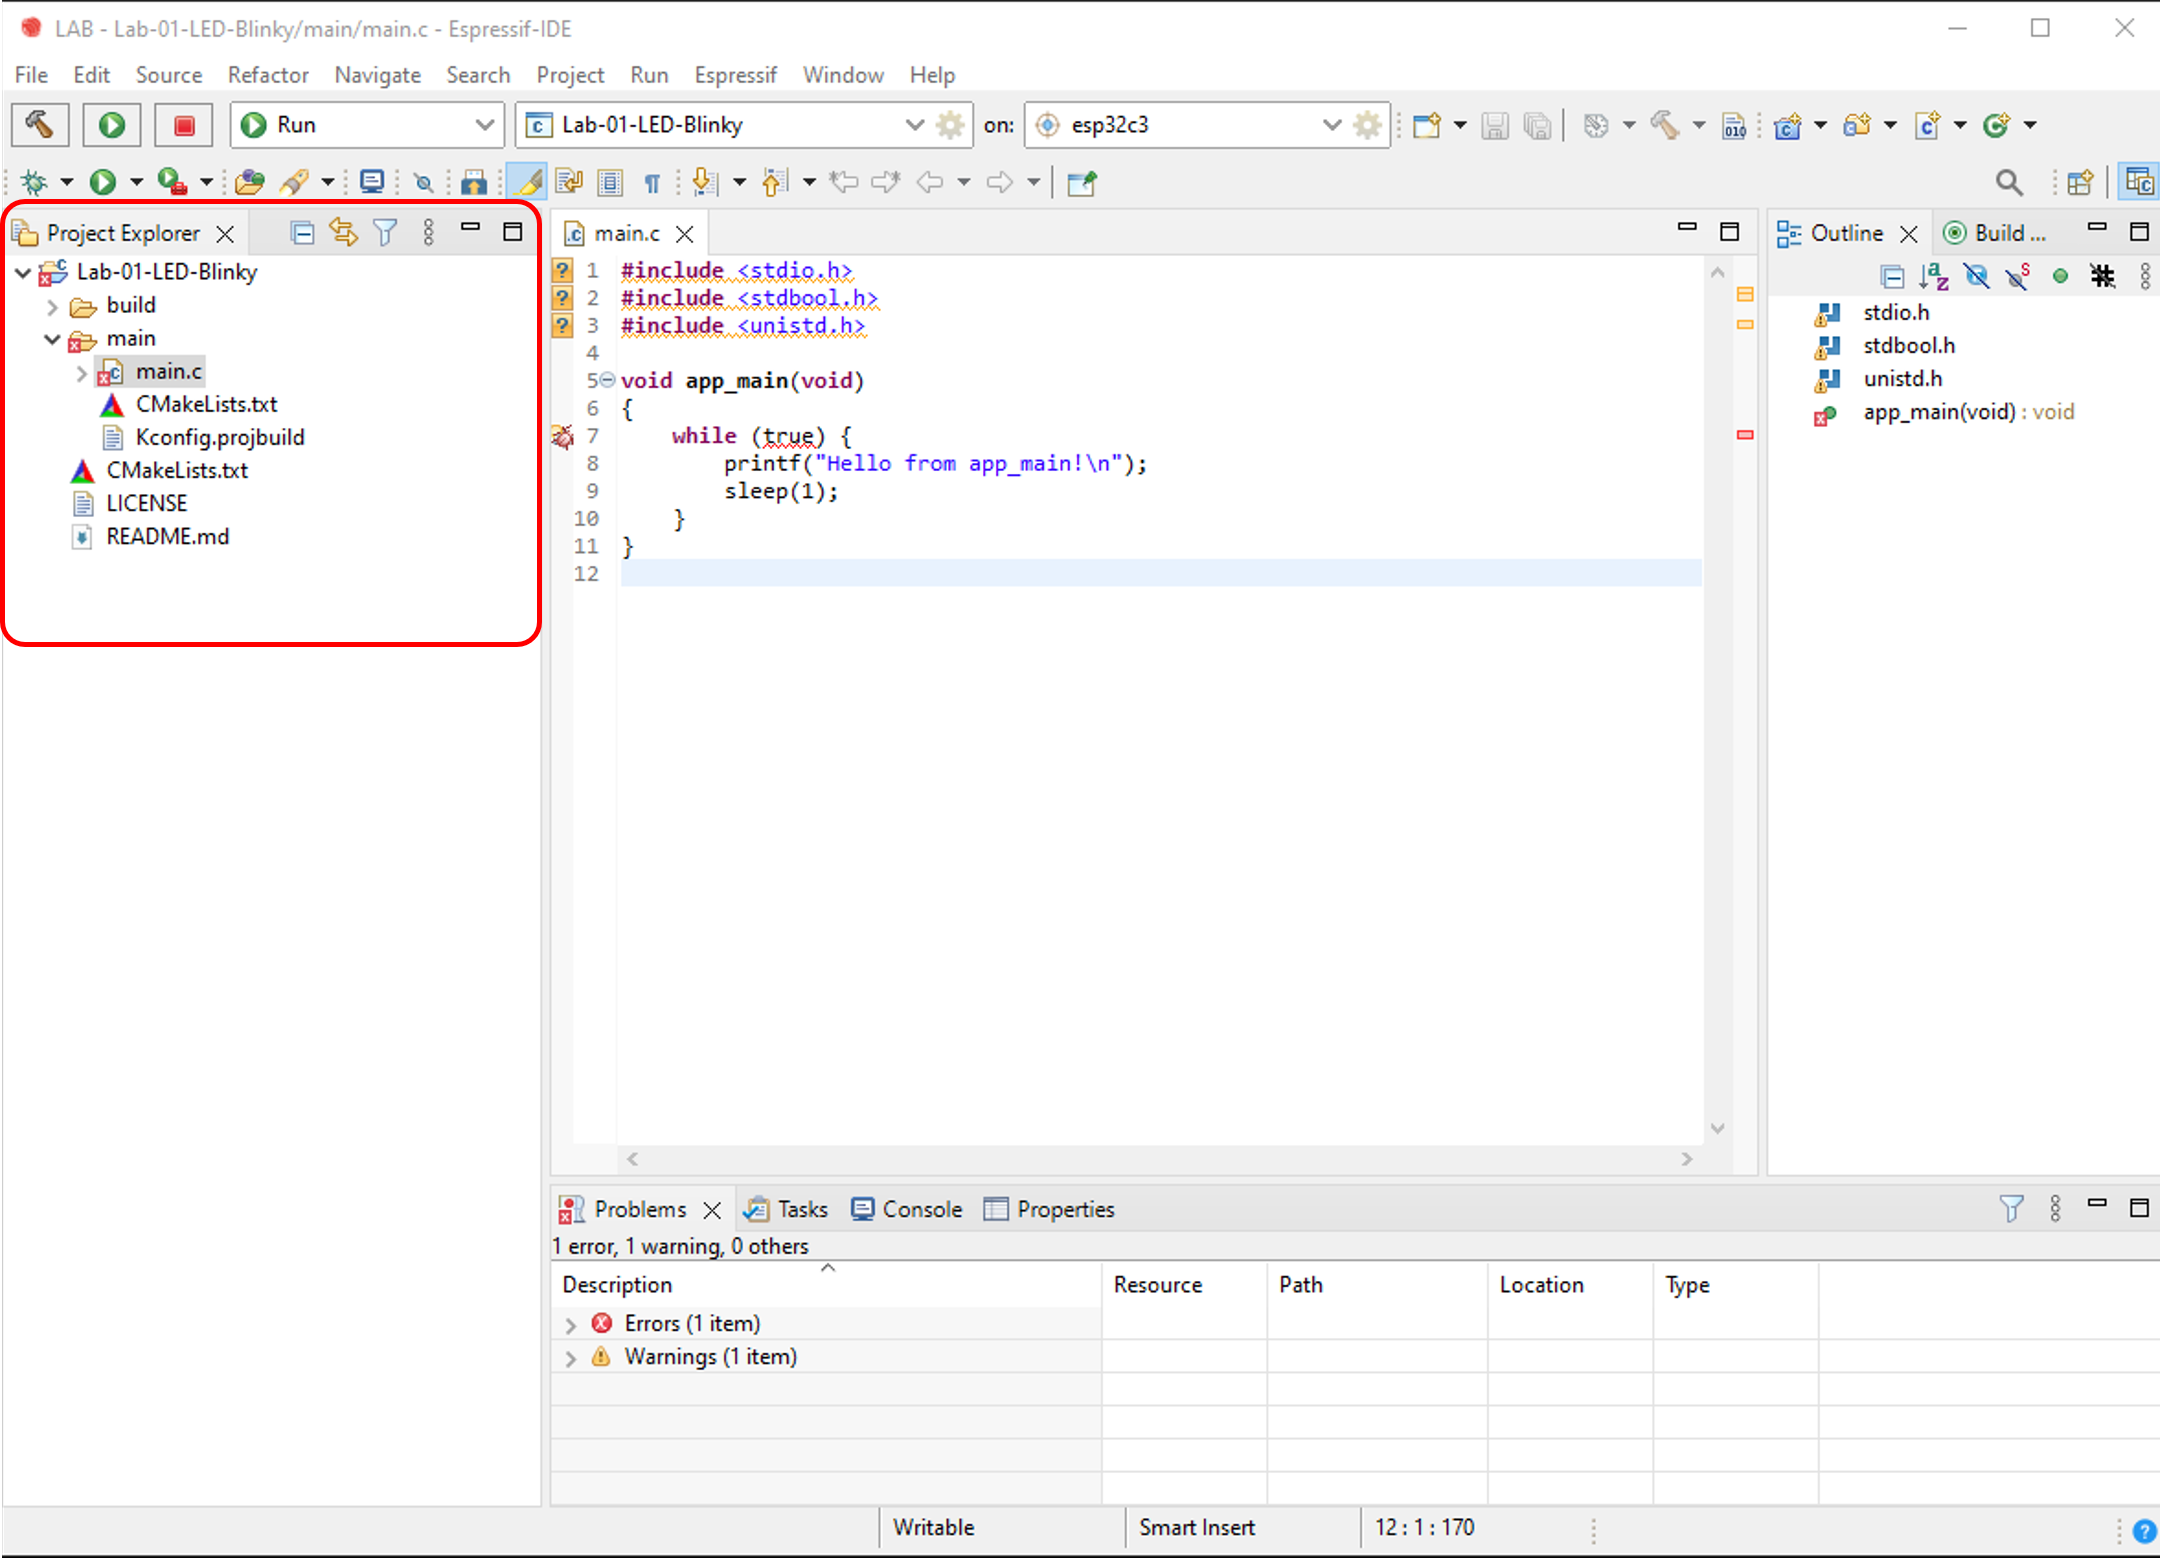 LAB - Lab-01-LED-Blinky/main/main.c - Espressif-IDE
File Edit Source Refactor Navigate Search Project Run Espressif Window Help
Run Lab-01-LED-Blinky on: esp32c3
Project Explorer
Lab-01-LED-Blinky
build
main
main.c
CMakeLists.txt
Kconfig.projbuild
CMakeLists.txt
LICENSE
README.md
main.c
1 #include <stdio.h>
2 #include <stdbool.h>
3 #include <unistd.h>
4
5 void app_main(void)
6 {
7 while (true) {
8 printf("Hello from app_main!\n");
9 sleep(1);
10 }
11 }
12
Outline Build ...
stdio.h
stdbool.h
unistd.h
app_main(void) : void
Problems Tasks Console Properties
1 error, 1 warning, 0 others
Description Resource Path Location Type
Errors (1 item)
Warnings (1 item)
Writable Smart Insert 12 : 1 : 170